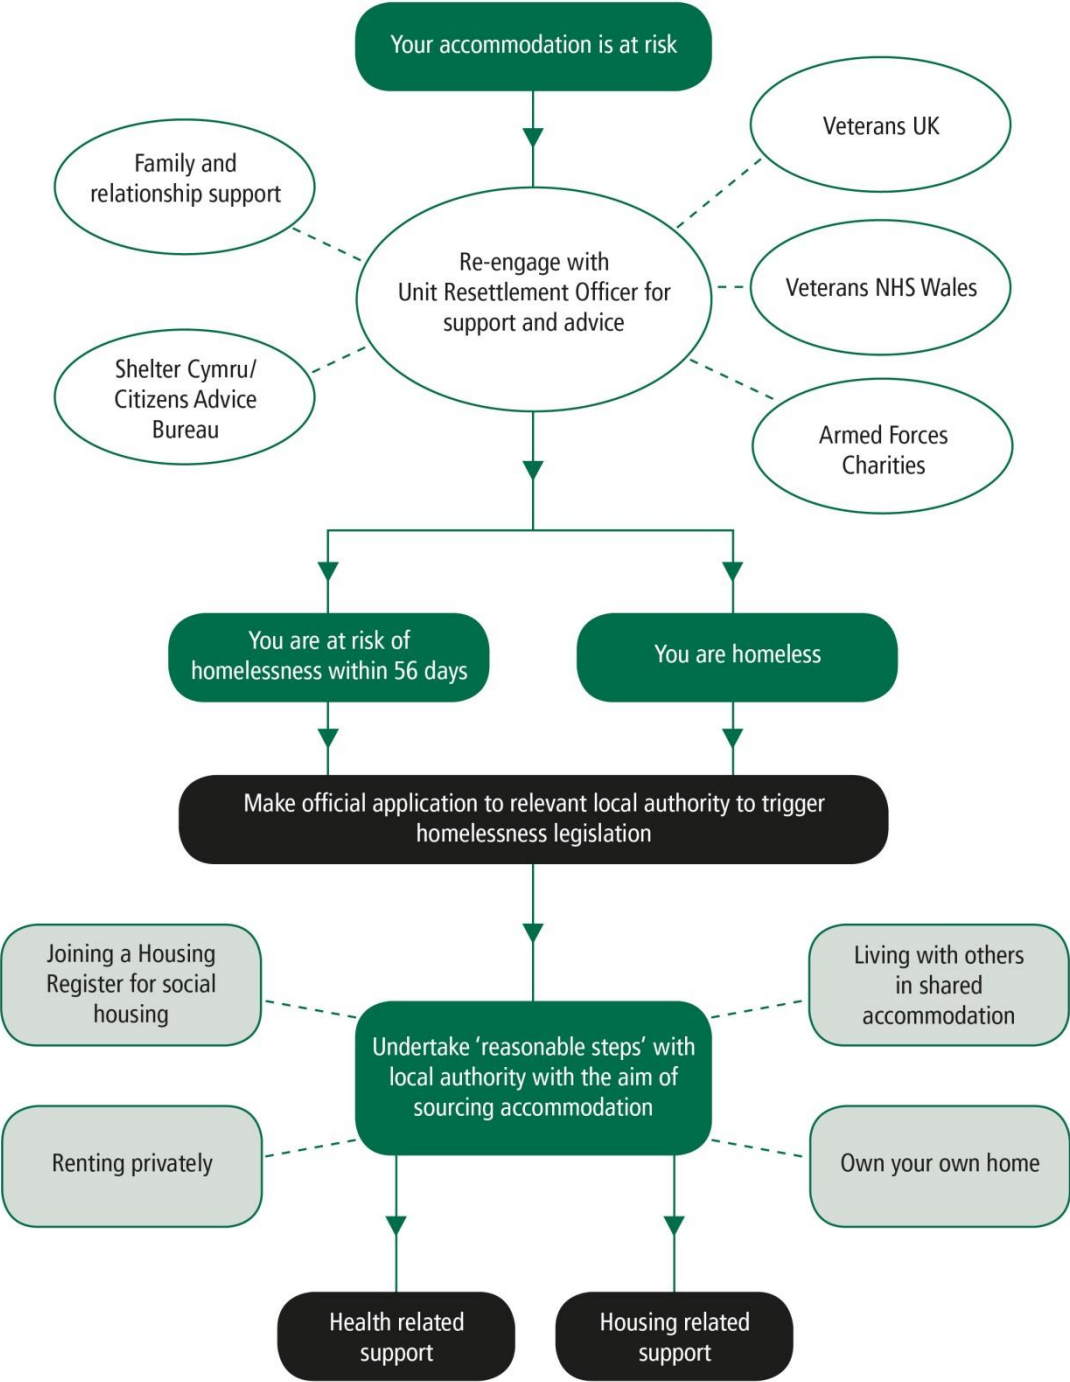 Your accommodation is at risk
Veterans UK
Family and
relationship support
Re-engage with
Unit Resettlement Officer for
support and advice
Veterans NHS Wales
Shelter Cymru/
Citizens Advice
Bureau
Armed Forces
Charities
You are at risk of
homelessness within 56 days
You are homeless
Make official application to relevant local authority to trigger
homelessness legislation
Joining a Housing
Register for social
housing
Living with others
in shared
accommodation
Undertake ‘reasonable steps’ with
local authority with the aim of
sourcing accommodation
Renting privately
Own your own home
Health related
support
Housing related
support